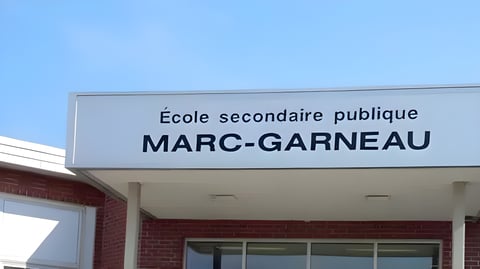 École secondaire publique
MARC-GARNEAU